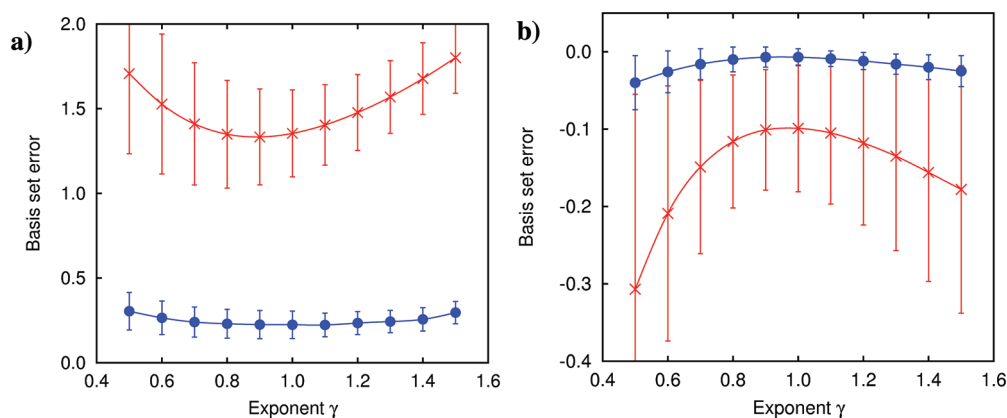 a)
2.0
1.5
1.0
0.5
0.0
Basis set error
0.4 0.6 0.8 1.0 1.2 1.4 1.6
Exponent γ
b)
0.0
-0.1
-0.2
-0.3
-0.4
Basis set error
0.4 0.6 0.8 1.0 1.2 1.4 1.6
Exponent γ